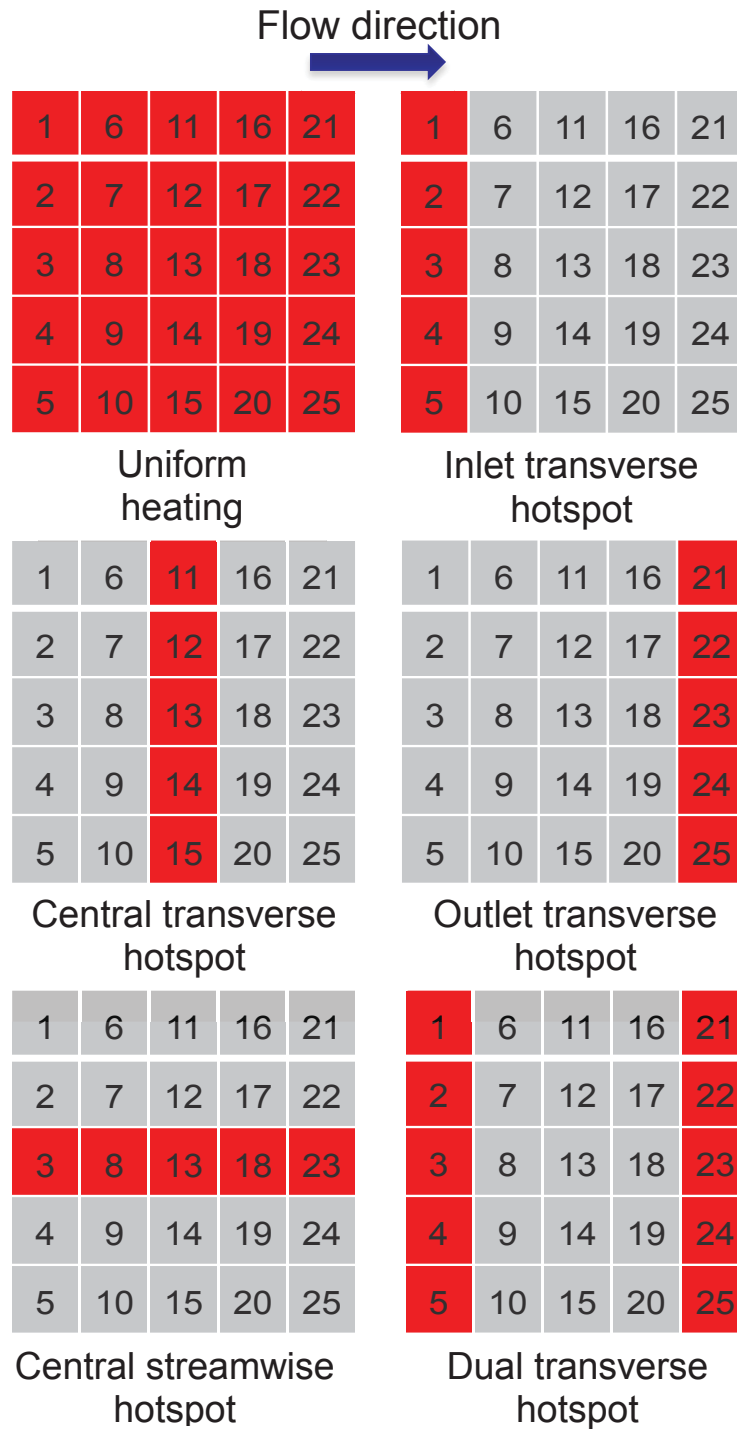 Flow direction
1 6 11 16 21
2 7 12 17 22
3 8 13 18 23
4 9 14 19 24
5 10 15 20 25
Uniform
heating
1 6 11 16 21
2 7 12 17 22
3 8 13 18 23
4 9 14 19 24
5 10 15 20 25
Inlet transverse
hotspot
1 6 11 16 21
2 7 12 17 22
3 8 13 18 23
4 9 14 19 24
5 10 15 20 25
Central transverse
hotspot
1 6 11 16 21
2 7 12 17 22
3 8 13 18 23
4 9 14 19 24
5 10 15 20 25
Outlet transverse
hotspot
1 6 11 16 21
2 7 12 17 22
3 8 13 18 23
4 9 14 19 24
5 10 15 20 25
Central streamwise
hotspot
1 6 11 16 21
2 7 12 17 22
3 8 13 18 23
4 9 14 19 24
5 10 15 20 25
Dual transverse
hotspot